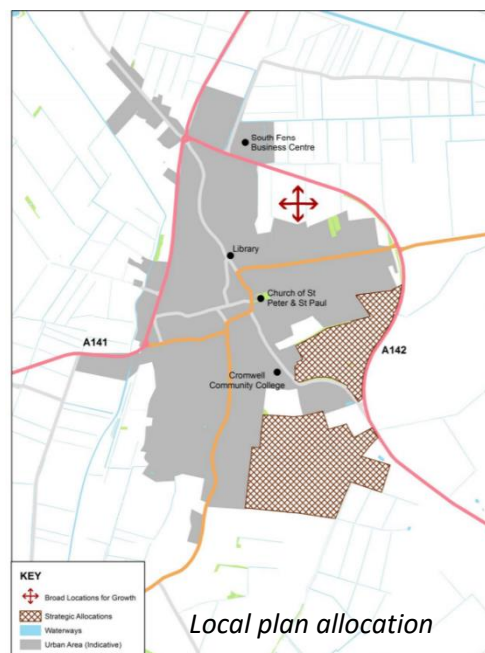 South Fens
Business Centre
Library
Church of St
Peter & St Paul
A141
A142
Cromwell
Community College
KEY
Broad Locations for Growth
Strategic Allocations
Waterways
Urban Area (Indicative)
Local plan allocation